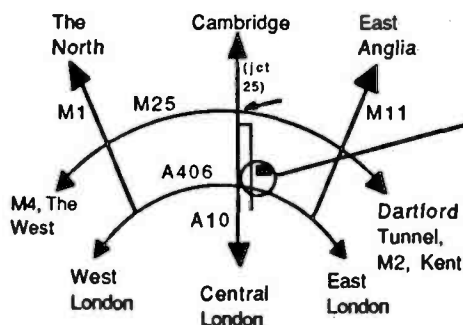 The
North
Cambridge
East
Anglia
(jct
25)
M1
M25
M11
A406
M4, The
West
A10
Dartford
Tunnel,
M2, Kent
West
London
Central
London
East
London